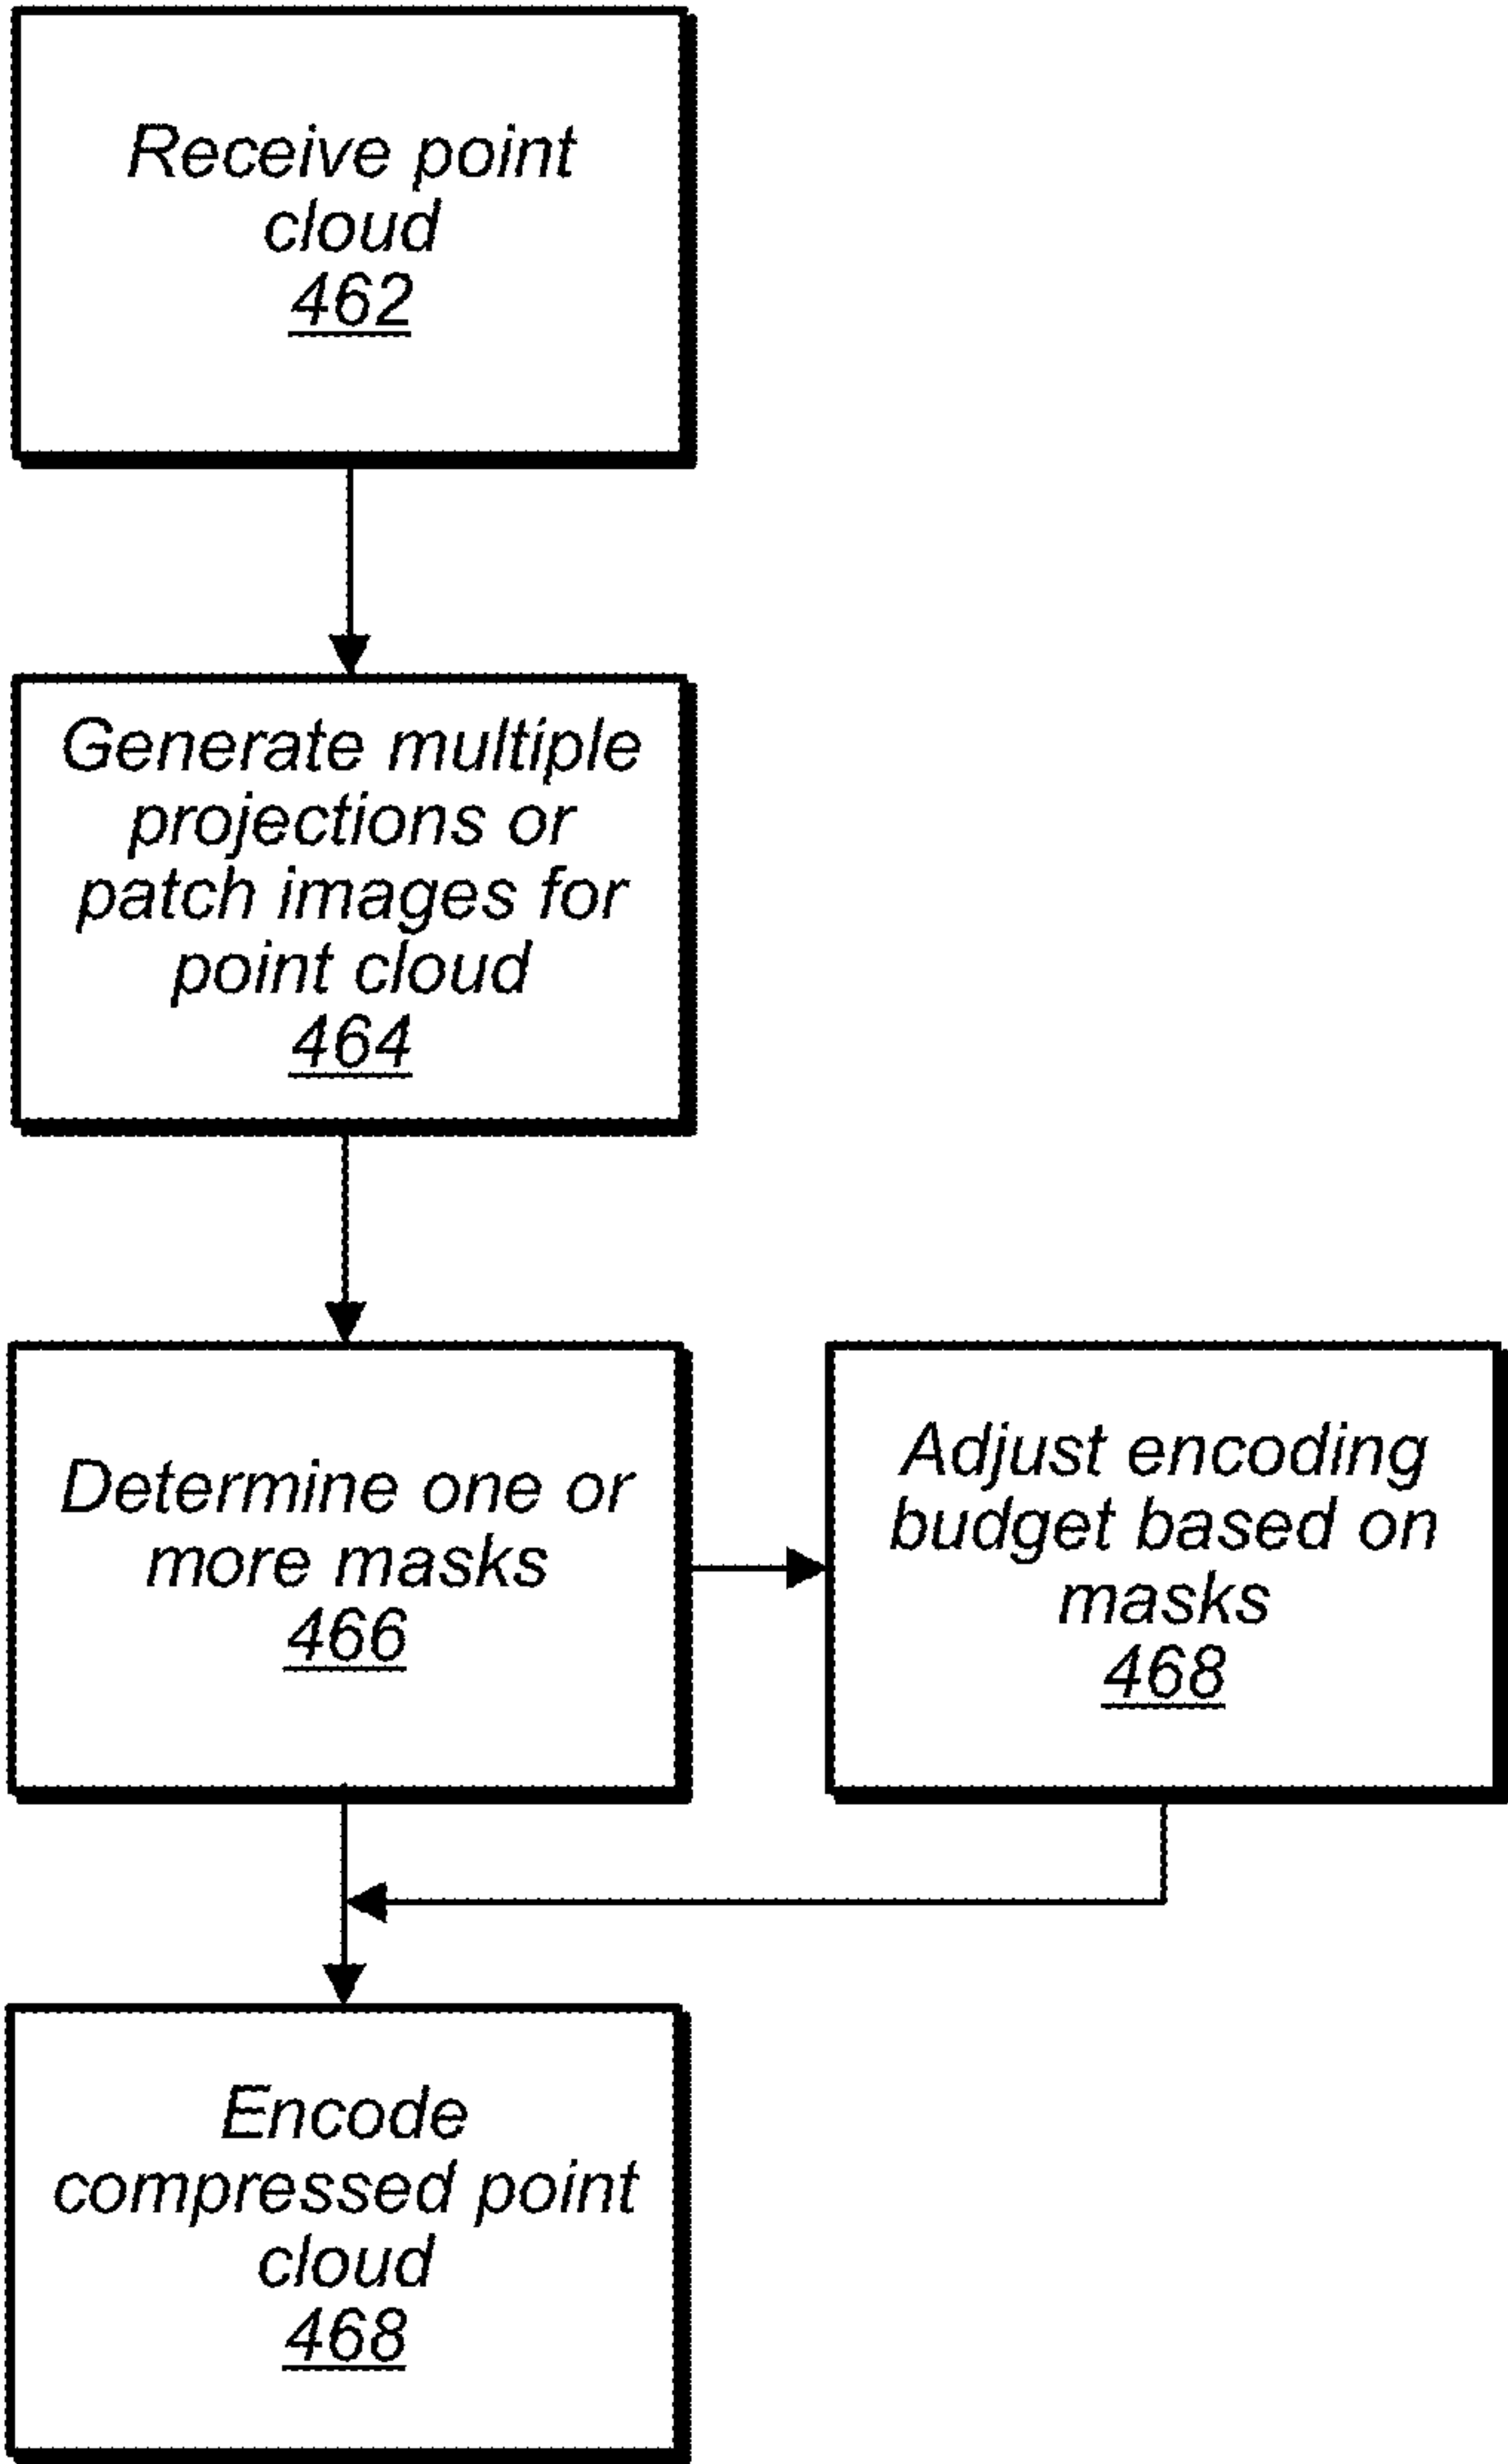 Receive point
cloud
462
Generate multiple
projections or
patch images for
point cloud
464
Determine one or
more masks
466
Adjust encoding
budget based on
masks
468
Encode
compressed point
cloud
468